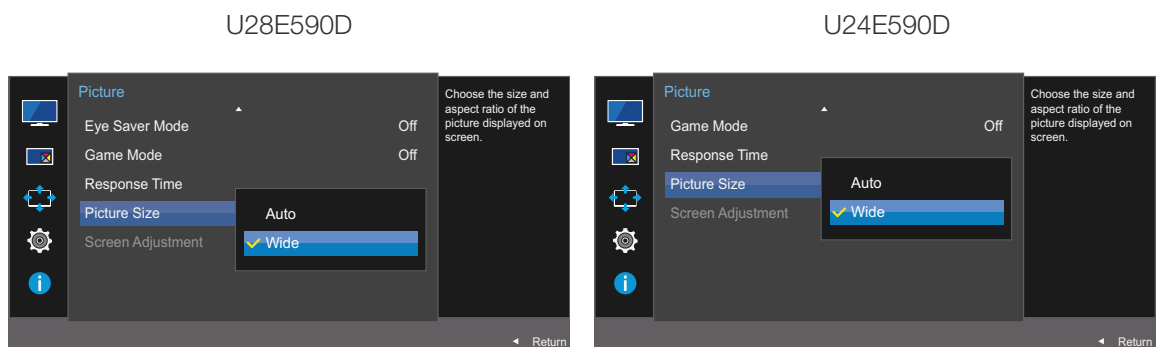 U28E590D
Picture
Eye Saver Mode Off
Game Mode Off
Response Time
Picture Size
Screen Adjustment
Auto
Wide
Choose the size and
aspect ratio of the
picture displayed on
screen.
Return
U24E590D
Picture
Game Mode Off
Response Time
Picture Size
Screen Adjustment
Auto
Wide
Choose the size and
aspect ratio of the
picture displayed on
screen.
Return